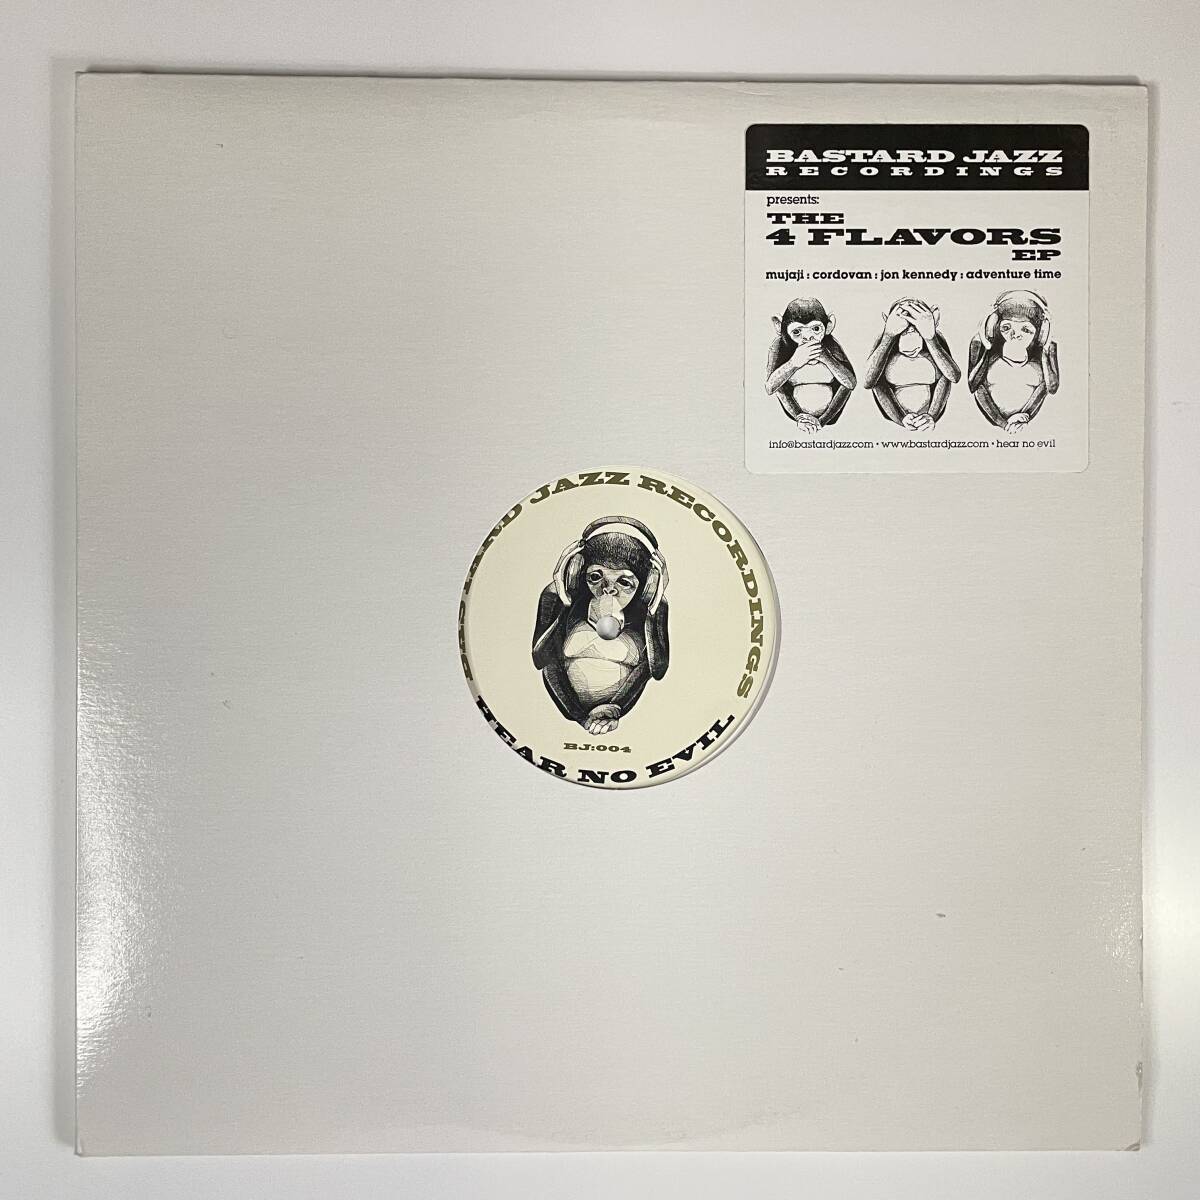 BASTARD JAZZ
RECORDINGS
presents:
THE
4 FLAVORS
EP
mujaji : cordovan : jon kennedy : adventure time
info@bastardjazz.com • www.bastardjazz.com • hear no evil
BASTARD JAZZ RECORDINGS
BJ:004
HEAR NO EVIL